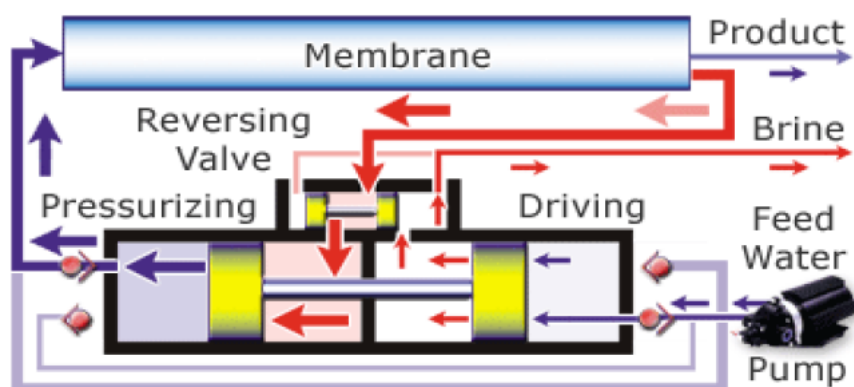 Membrane
Product
Reversing
Valve
Brine
Pressurizing
Driving
Feed
Water
Pump